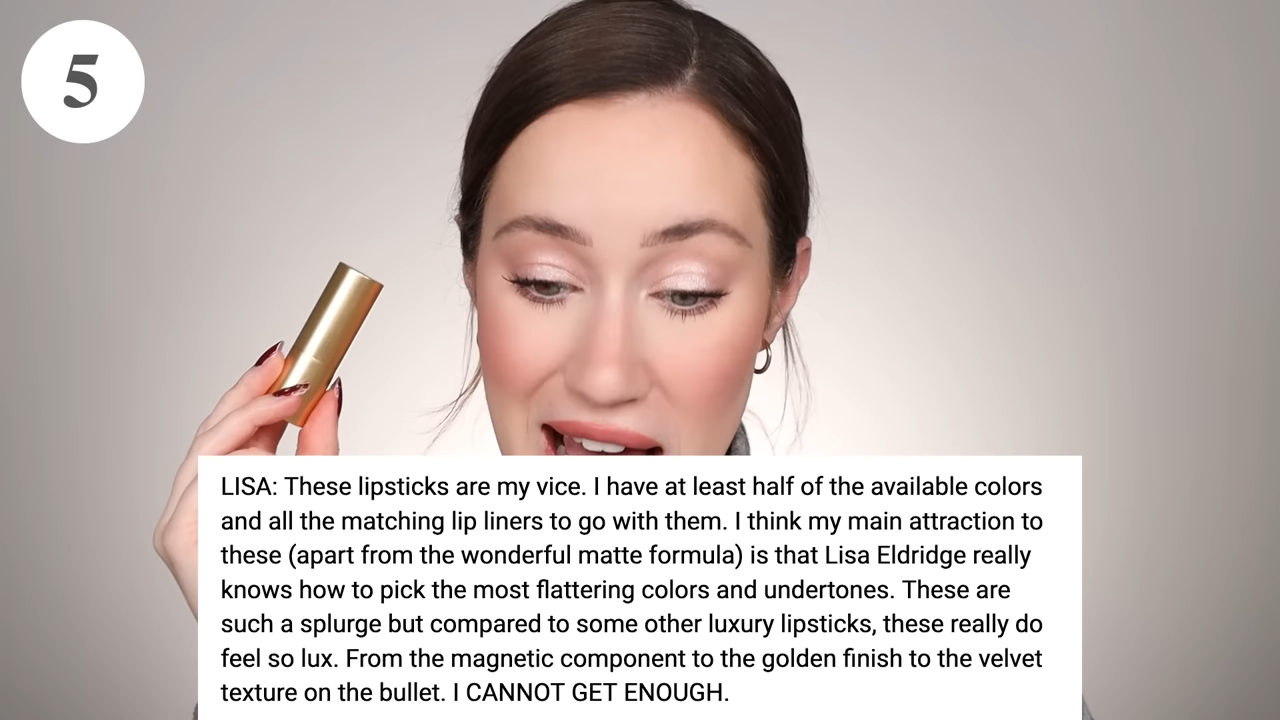 5
LISA: These lipsticks are my vice. I have at least half of the available colors
and all the matching lip liners to go with them. I think my main attraction to
these (apart from the wonderful matte formula) is that Lisa Eldridge really
knows how to pick the most flattering colors and undertones. These are
such a splurge but compared to some other luxury lipsticks, these really do
feel so lux. From the magnetic component to the golden finish to the velvet
texture on the bullet. I CANNOT GET ENOUGH.